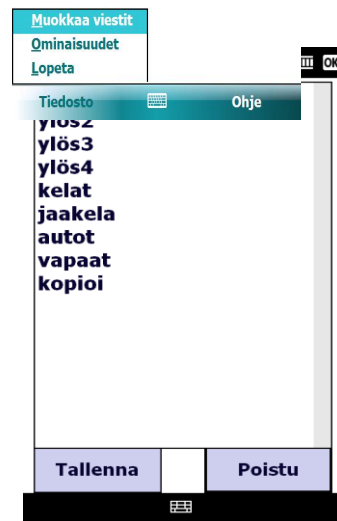 Muokkaa viestit
Ominaisuudet
Lopeta
OK
Tiedosto Ohje
ylös2
ylös3
ylös4
kelat
jaakela
autot
vapaat
kopioi
Tallenna Poistu